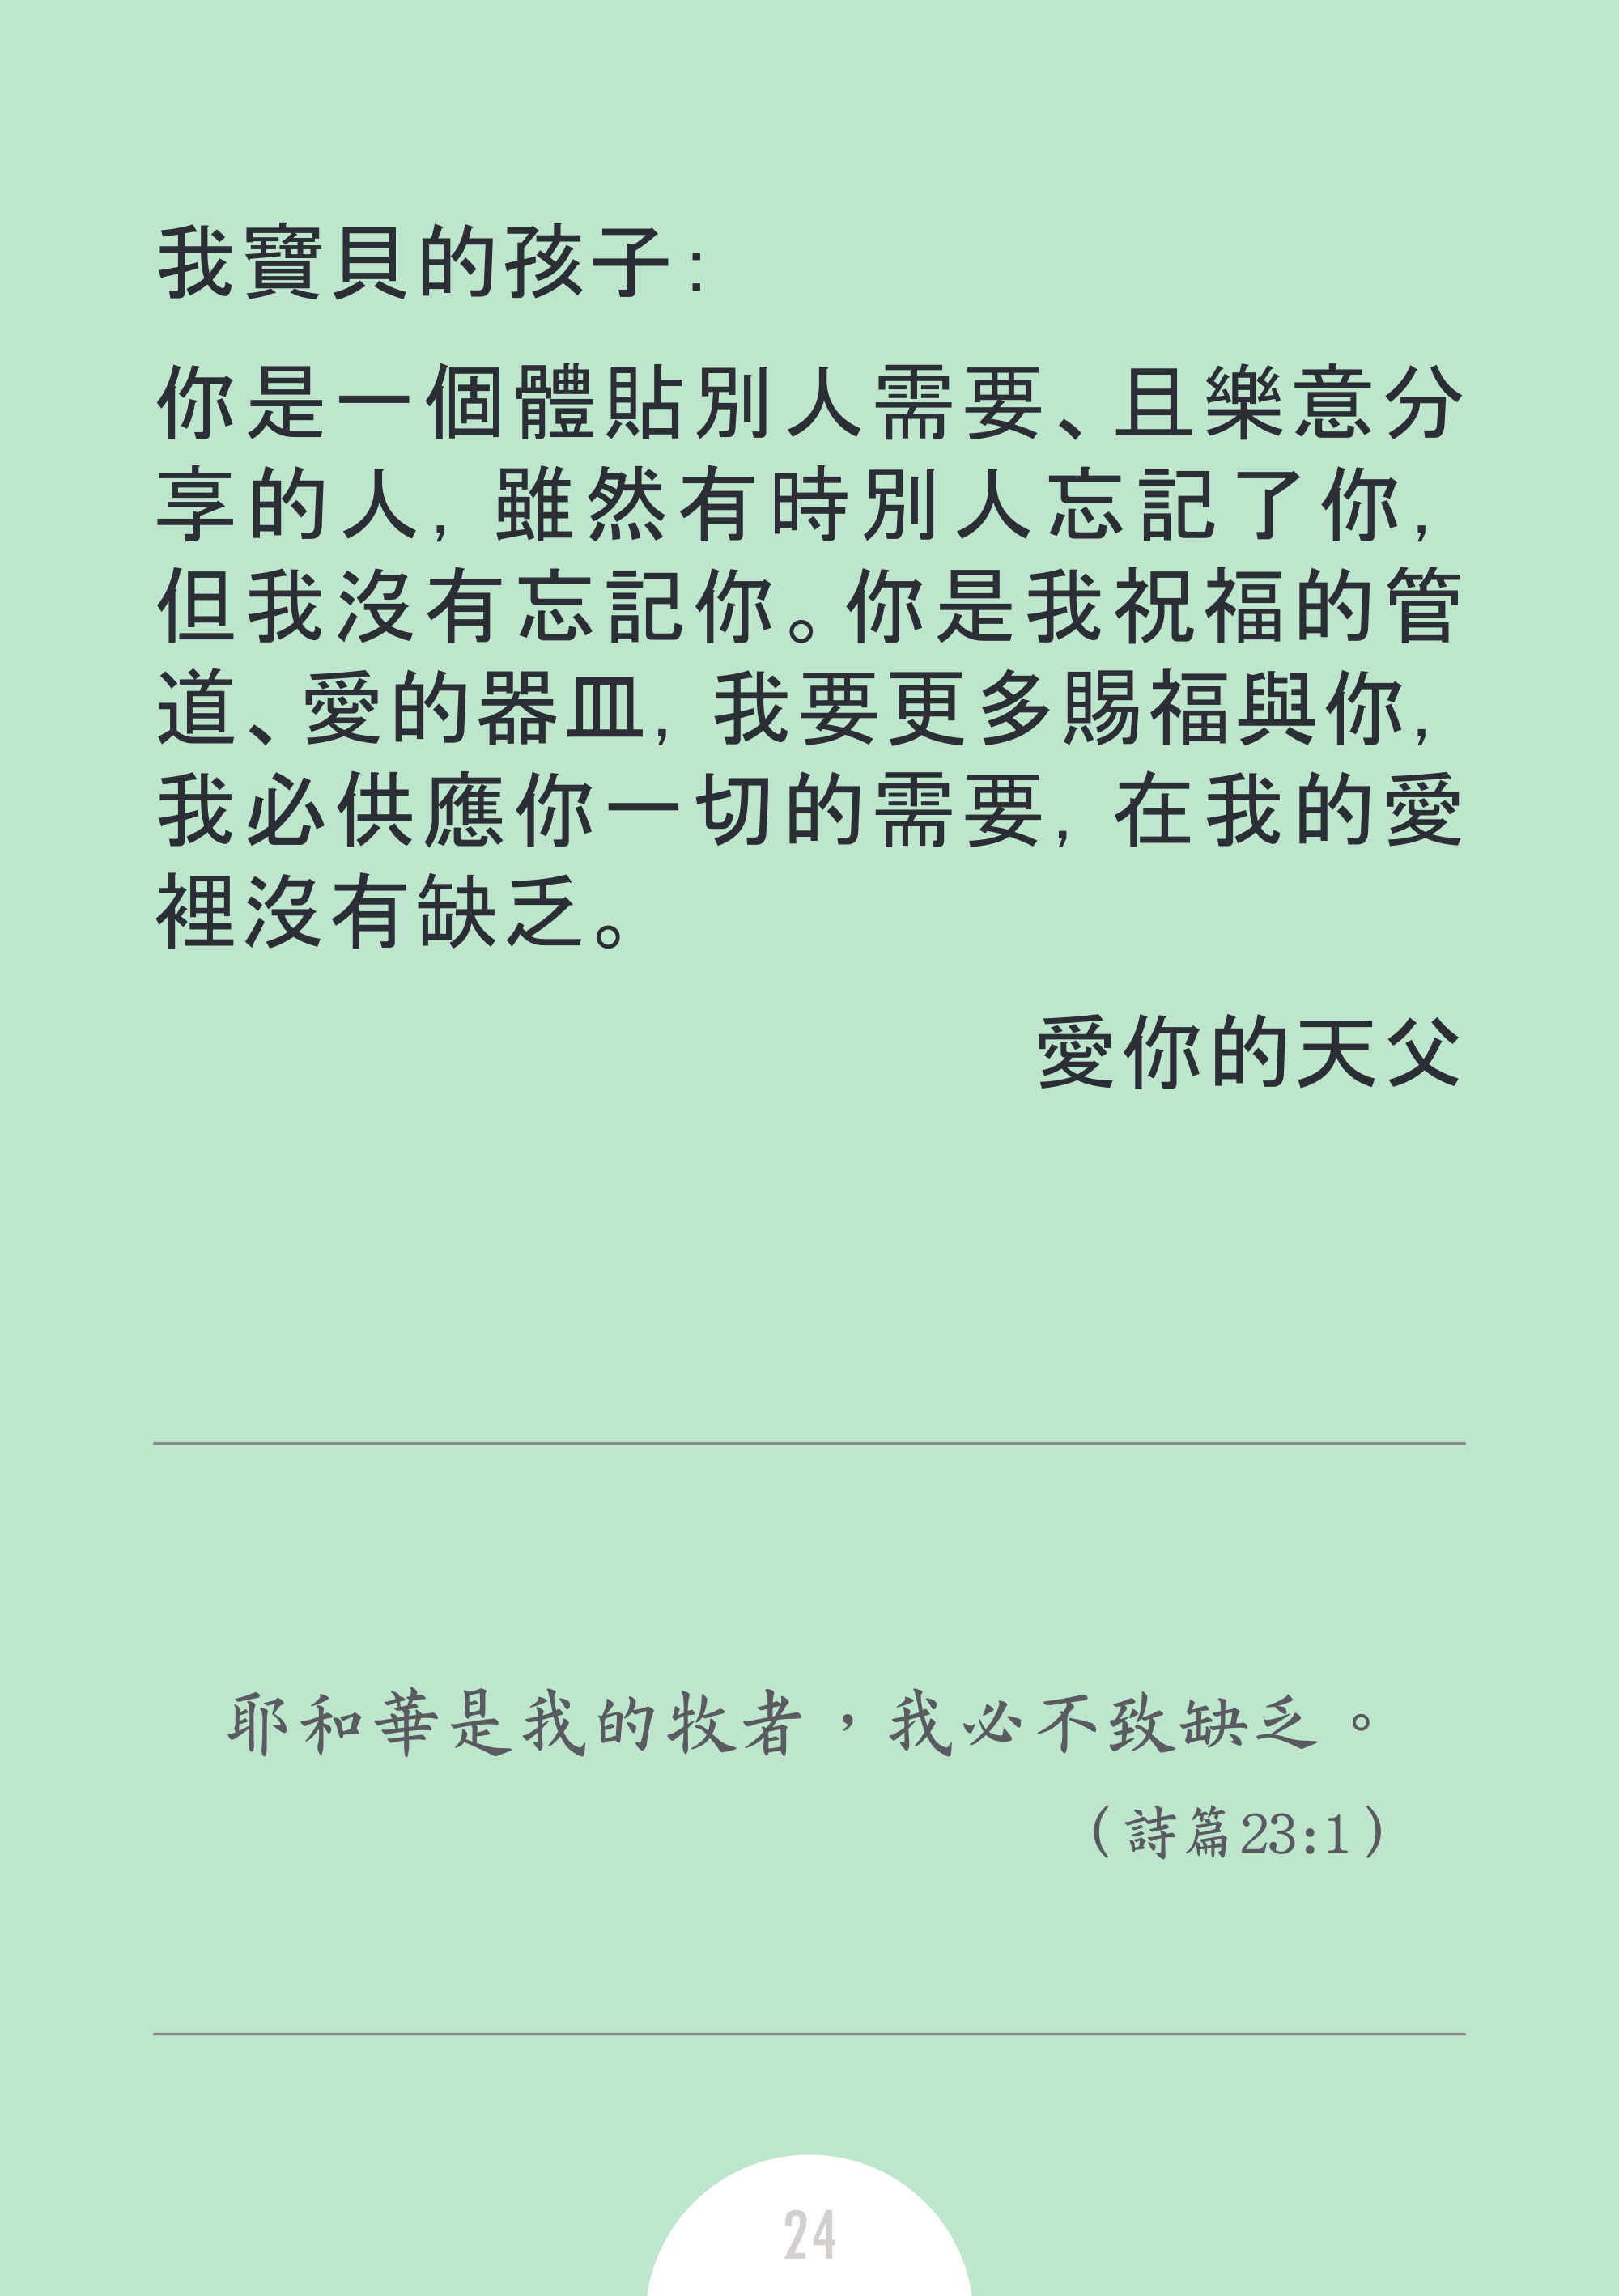 我寶貝的孩子：
你是一個體貼別人需要、且樂意分
享的人，雖然有時別人忘記了你，
但我沒有忘記你。你是我祝福的管
道、愛的器皿，我要更多賜福與你，
我必供應你一切的需要，在我的愛
裡沒有缺乏。
愛你的天父
耶和華是我的牧者，我必不致缺乏。
（詩篇23:1）
24